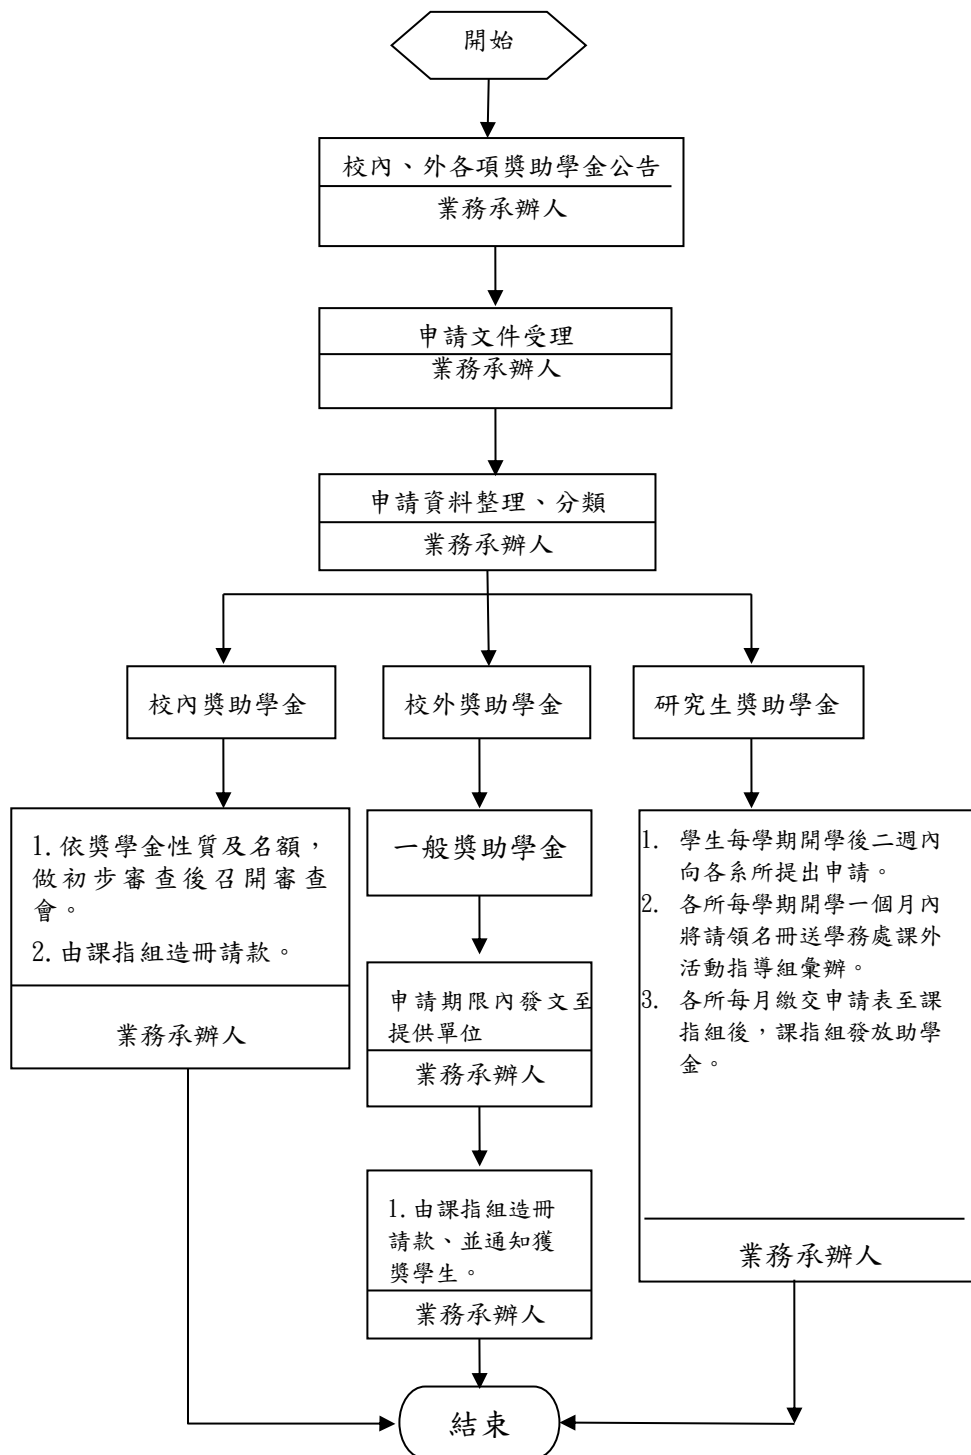 開始
校內、外各項獎助學金公告
業務承辦人
申請文件受理
業務承辦人
申請資料整理、分類
業務承辦人
校內獎助學金
校外獎助學金
研究生獎助學金
1.依獎學金性質及名額，
做初步審查後召開審查
會。
2.由課指組造冊請款。
業務承辦人
一般獎助學金
申請期限內發文至
提供單位
業務承辦人
1.由課指組造冊
請款、並通知獲
獎學生。
業務承辦人
1. 學生每學期開學後二週內
向各系所提出申請。
2. 各所每學期開學一個月內
將請領名冊送學務處課外
活動指導組彙辦。
3. 各所每月繳交申請表至課
指組後，課指組發放助學
金。
業務承辦人
結束